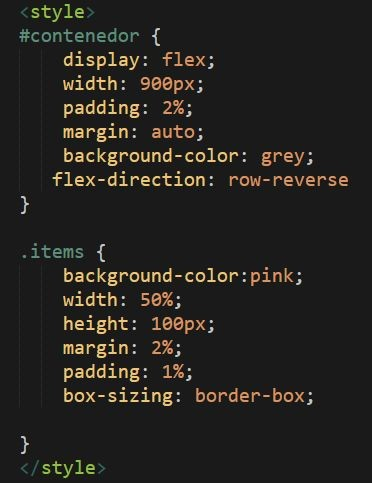 <style>
#contenedor {
    display: flex;
    width: 900px;
    padding: 2%;
    margin: auto;
    background-color: grey;
   flex-direction: row-reverse
}

.items {
    background-color:pink;
    width: 50%;
    height: 100px;
    margin: 2%;
    padding: 1%;
    box-sizing: border-box;

}
</style>